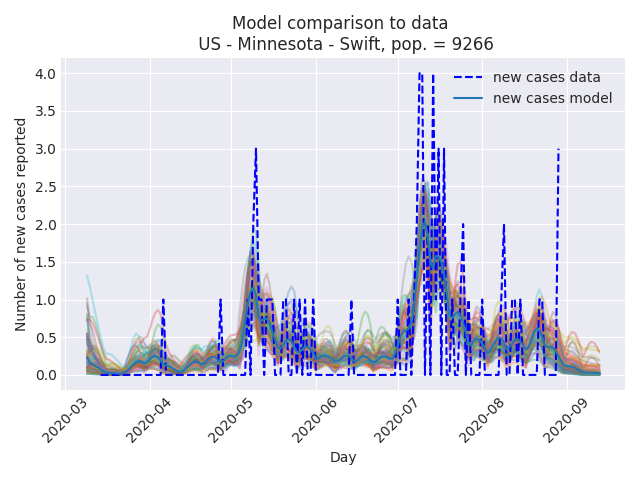 Model comparison to data
US - Minnesota - Swift, pop. = 9266
new cases data
new cases model
Number of new cases reported
4.0
3.5
3.0
2.5
2.0
1.5
1.0
0.5
0.0
2020-03
2020-04
2020-05
2020-06
2020-07
2020-08
2020-09
Day